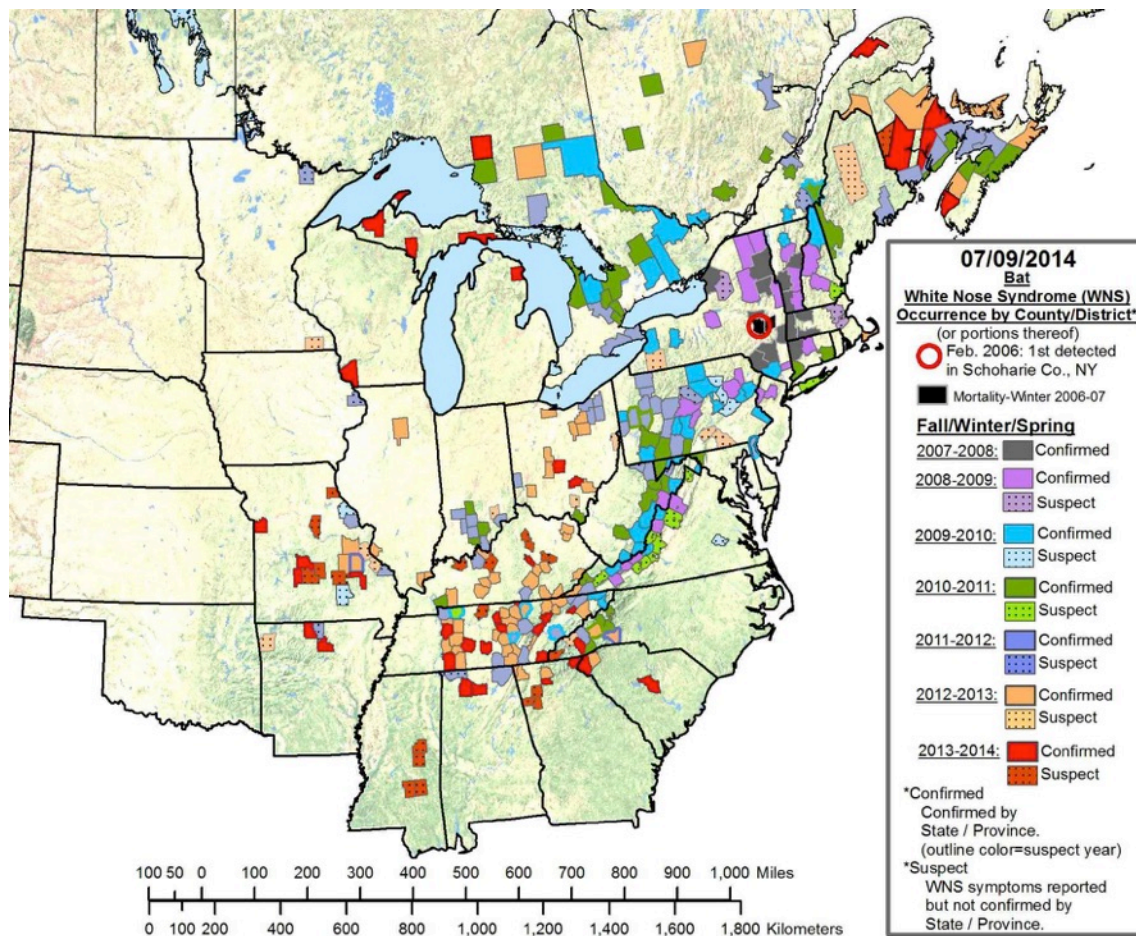 07/09/2014
Bat
White Nose Syndrome (WNS)
Occurrence by County/District*
(or portions thereof)
Feb. 2006: 1st detected
in Schoharie Co., NY
Mortality-Winter 2006-07
Fall/Winter/Spring
2007-2008: Confirmed
2008-2009: Confirmed
Suspect
2009-2010: Confirmed
Suspect
2010-2011: Confirmed
Suspect
2011-2012: Confirmed
Suspect
2012-2013: Confirmed
Suspect
2013-2014: Confirmed
Suspect
*Confirmed
Confirmed by
State / Province.
(outline color=suspect year)
*Suspect
WNS symptoms reported
but not confirmed by
State / Province.
100 50 0 100 200 300 400 500 600 700 800 900 1,000 Miles
0 100 200 400 600 800 1,000 1,200 1,400 1,600 1,800 Kilometers